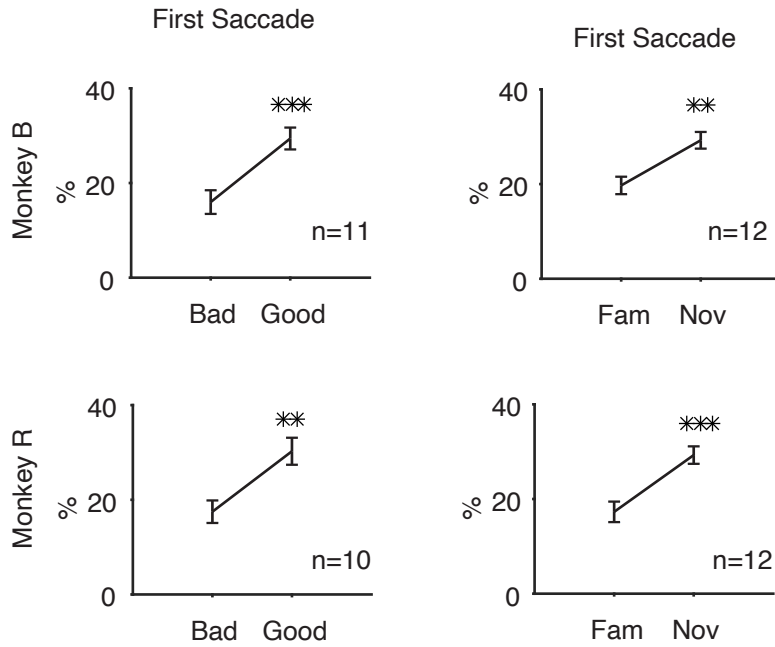 First Saccade
First Saccade
Monkey B
%
40
20
0
***
n=11
Bad Good
40
20
0
**
n=12
Fam Nov
Monkey R
%
40
20
0
**
n=10
Bad Good
%
40
20
0
***
n=12
Fam Nov
%